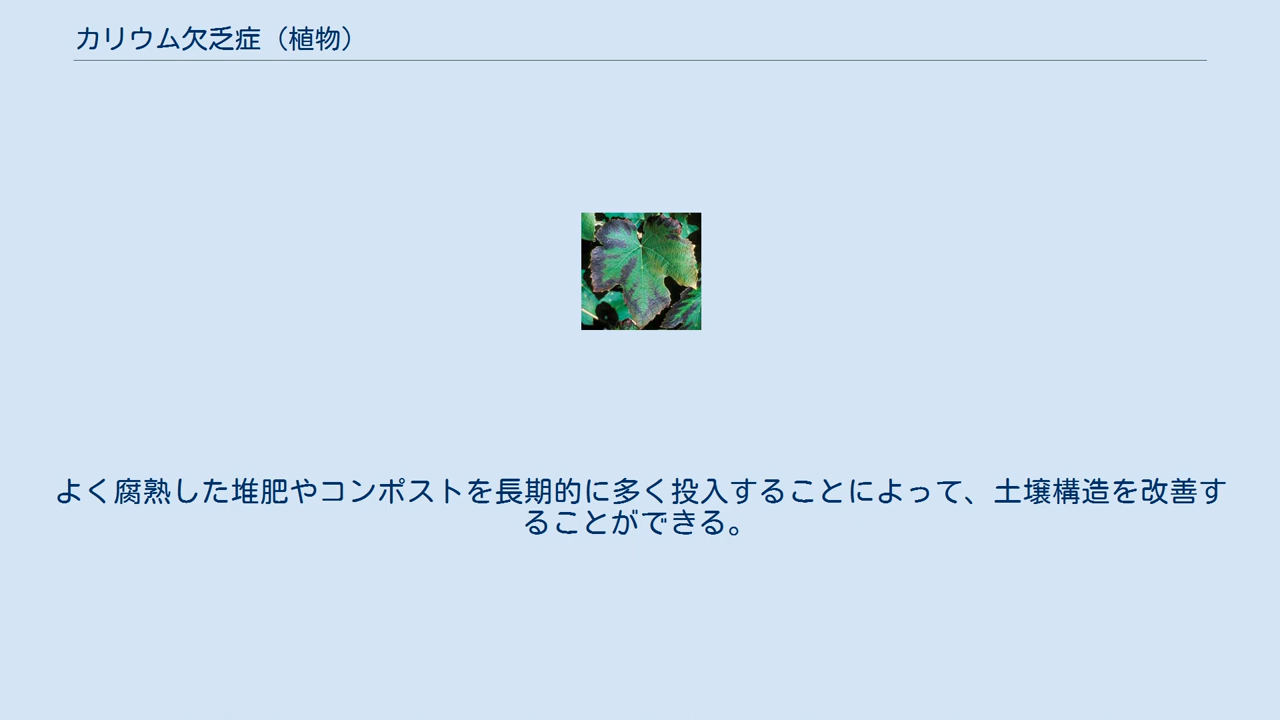 カリウム欠乏症（植物）
よく腐熟した堆肥やコンポストを長期的に多く投入することによって、土壌構造を改善す
ることができる。